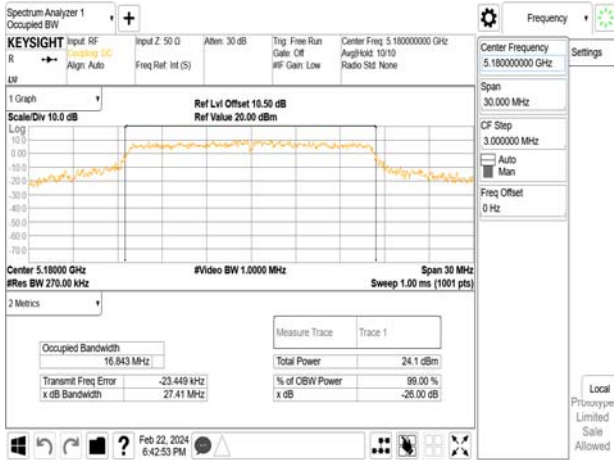 Spectrum Analyzer 1
Occupied BW
+
Frequency
KEYSIGHT
R
LXI
Input: RF
Coupling: DC
Align: Auto
Input Z: 50 Ω
Freq Ref: Int (S)
Atten: 30 dB
Trig: Free Run
Gate: Off
#IF Gain: Low
Center Freq: 5.180000000 GHz
Avg|Hold: 10/10
Radio Std: None
Center Frequency
5.180000000 GHz
Settings
Span
30.000 MHz
CF Step
3.000000 MHz
Auto
Man
Freq Offset
0 Hz
1 Graph
Scale/Div 10.0 dB
Ref Lvl Offset 10.50 dB
Ref Value 20.00 dBm
Log
10.0
0.00
-10.0
-20.0
-30.0
-40.0
-50.0
-60.0
-70.0
Center 5.18000 GHz
#Res BW 270.00 kHz
#Video BW 1.0000 MHz
Span 30 MHz
Sweep 1.00 ms (1001 pts)
2 Metrics
Measure Trace
Trace 1
Occupied Bandwidth
16.843 MHz
Total Power
24.1 dBm
Transmit Freq Error
-23.449 kHz
% of OBW Power
99.00 %
x dB Bandwidth
27.41 MHz
x dB
-26.00 dB
Local
Prototype
Limited
Sale
Allowed
?
Feb 22, 2024
6:42:53 PM